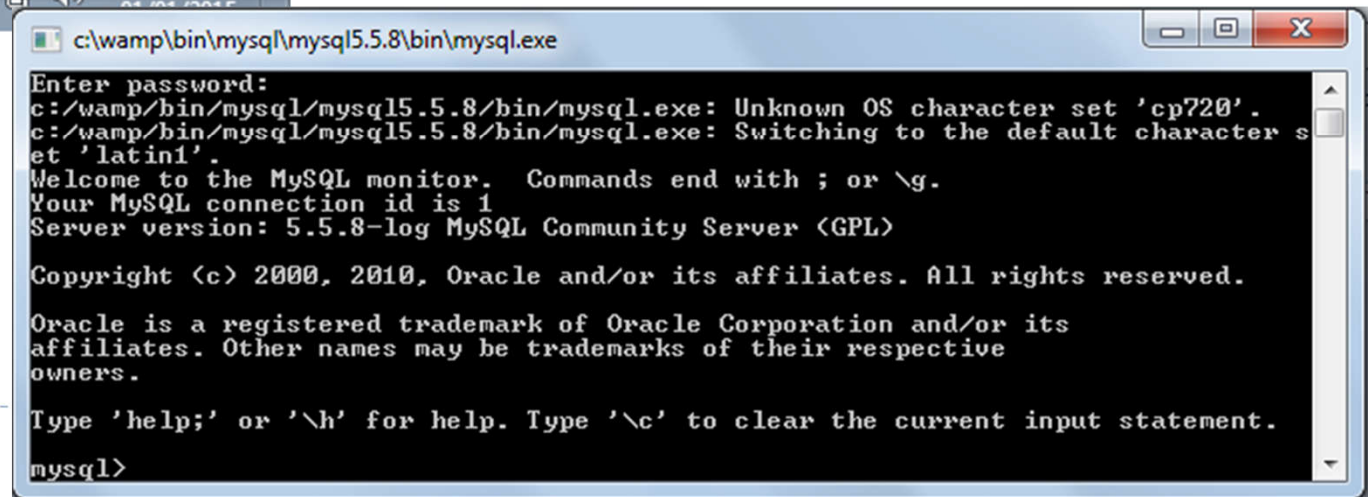 01/01/2015
c:\wamp\bin\mysql\mysql5.5.8\bin\mysql.exe
Enter password:
c:/wamp/bin/mysql/mysql5.5.8/bin/mysql.exe: Unknown OS character set 'cp720'.
c:/wamp/bin/mysql/mysql5.5.8/bin/mysql.exe: Switching to the default character s
et 'latin1'.
Welcome to the MySQL monitor.  Commands end with ; or \g.
Your MySQL connection id is 1
Server version: 5.5.8-log MySQL Community Server (GPL)
Copyright (c) 2000, 2010, Oracle and/or its affiliates. All rights reserved.
Oracle is a registered trademark of Oracle Corporation and/or its
affiliates. Other names may be trademarks of their respective
owners.
Type 'help;' or '\h' for help. Type '\c' to clear the current input statement.
mysql>